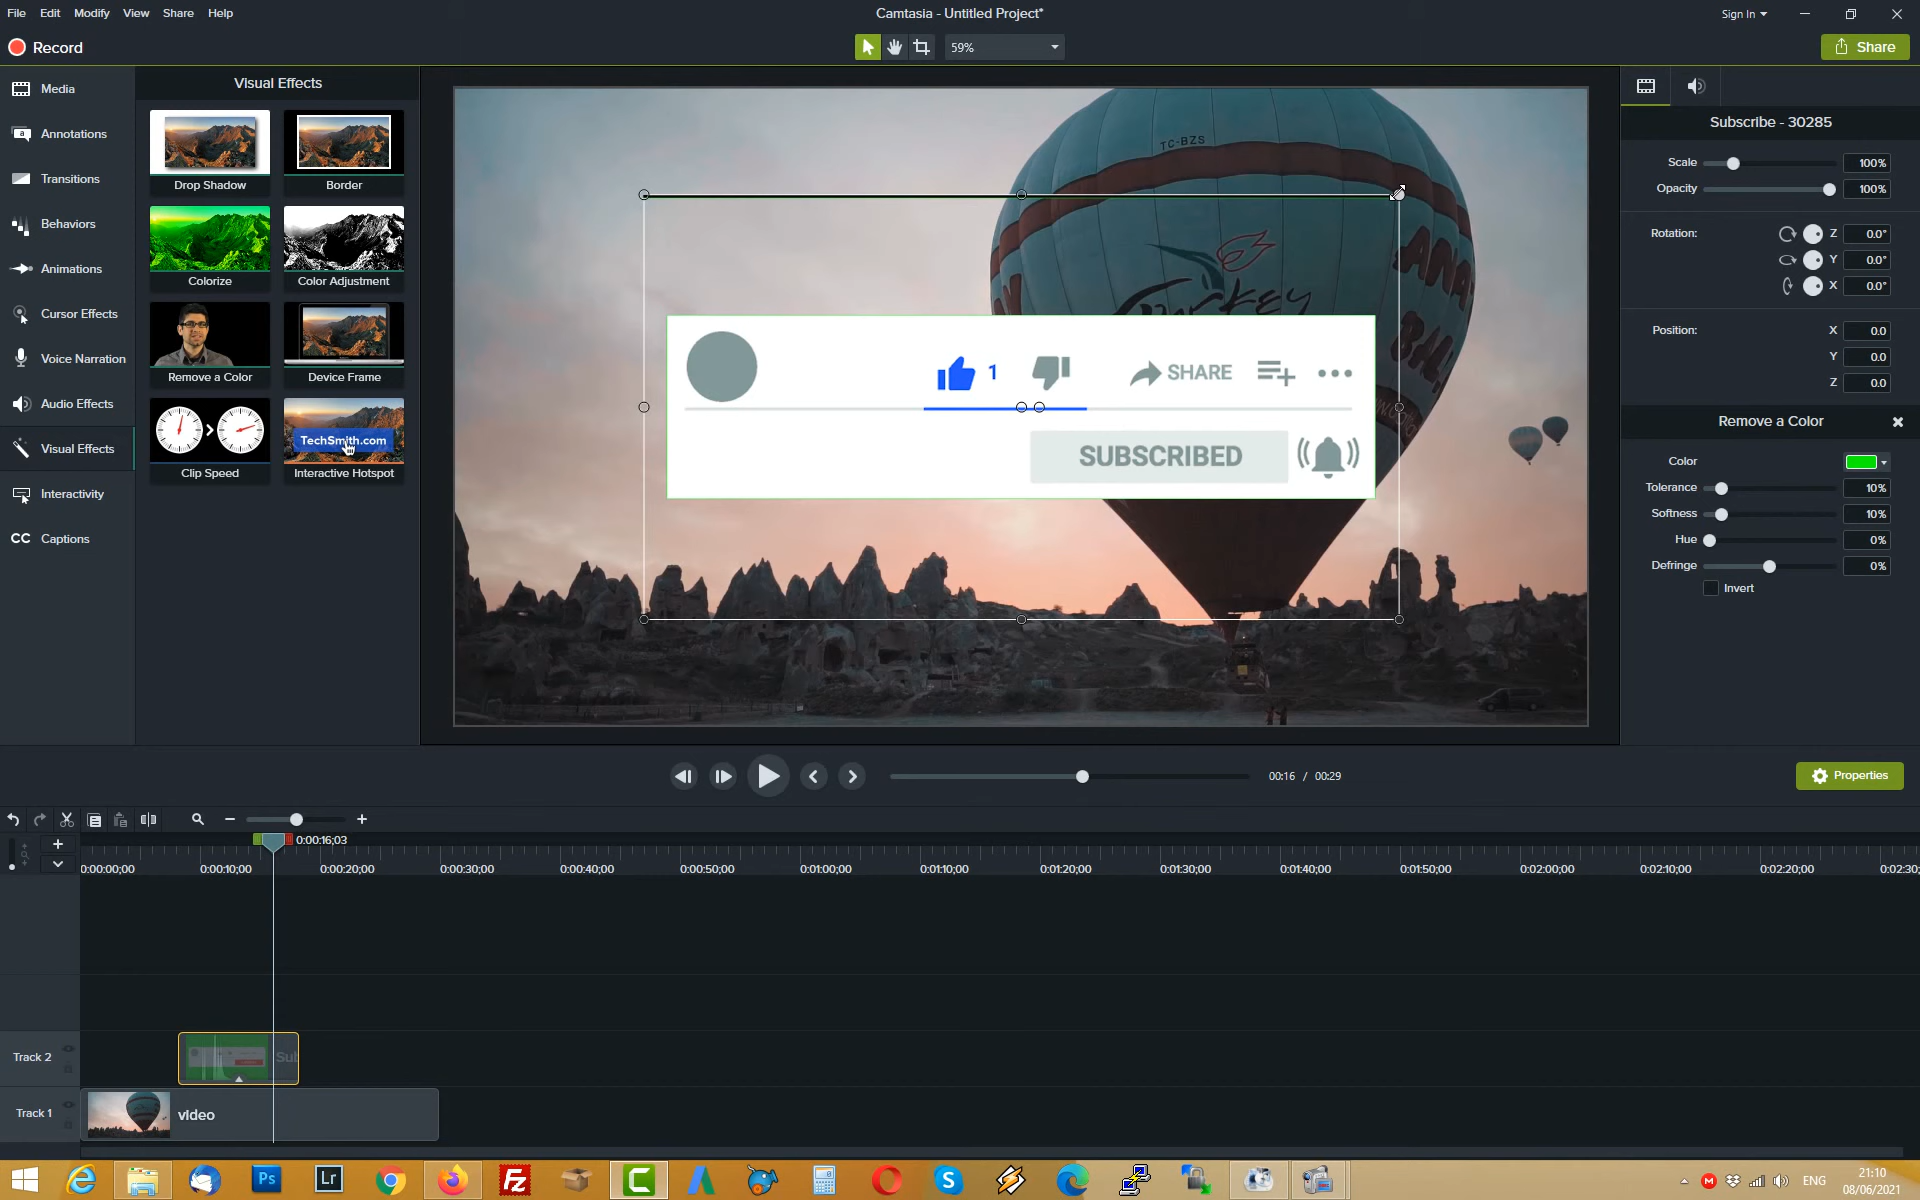 File Edit Modify View Share Help
Camtasia - Untitled Project*
Sign In
Record
59%
Share
Media
Annotations
Transitions
Behaviors
Animations
Cursor Effects
Voice Narration
Audio Effects
Visual Effects
Interactivity
CC Captions
Visual Effects
Drop Shadow Border
Colorize Color Adjustment
Remove a Color Device Frame
TechSmith.com
Clip Speed Interactive Hotspot
TC-BZS
1 SHARE
SUBSCRIBED
Subscribe - 30285
Scale 100%
Opacity 100%
Rotation: Z 0.0°
Y 0.0°
X 0.0°
Position: X 0.0
Y 0.0
Z 0.0
Remove a Color
Color
Tolerance 10%
Softness 10%
Hue 0%
Defringe 0%
Invert
00:16 / 00:29
Properties
0:00:16;03
0:00:00;00 0:00:10;00 0:00:20;00 0:00:30;00 0:00:40;00 0:00:50;00 0:01:00;00 0:01:10;00 0:01:20;00 0:01:30;00 0:01:40;00 0:01:50;00 0:02:00;00 0:02:10;00 0:02:20;00 0:02:30;
Track 2
Sub
Track 1
video
Ps Lr Fz C S
ENG
21:10
08/06/2021